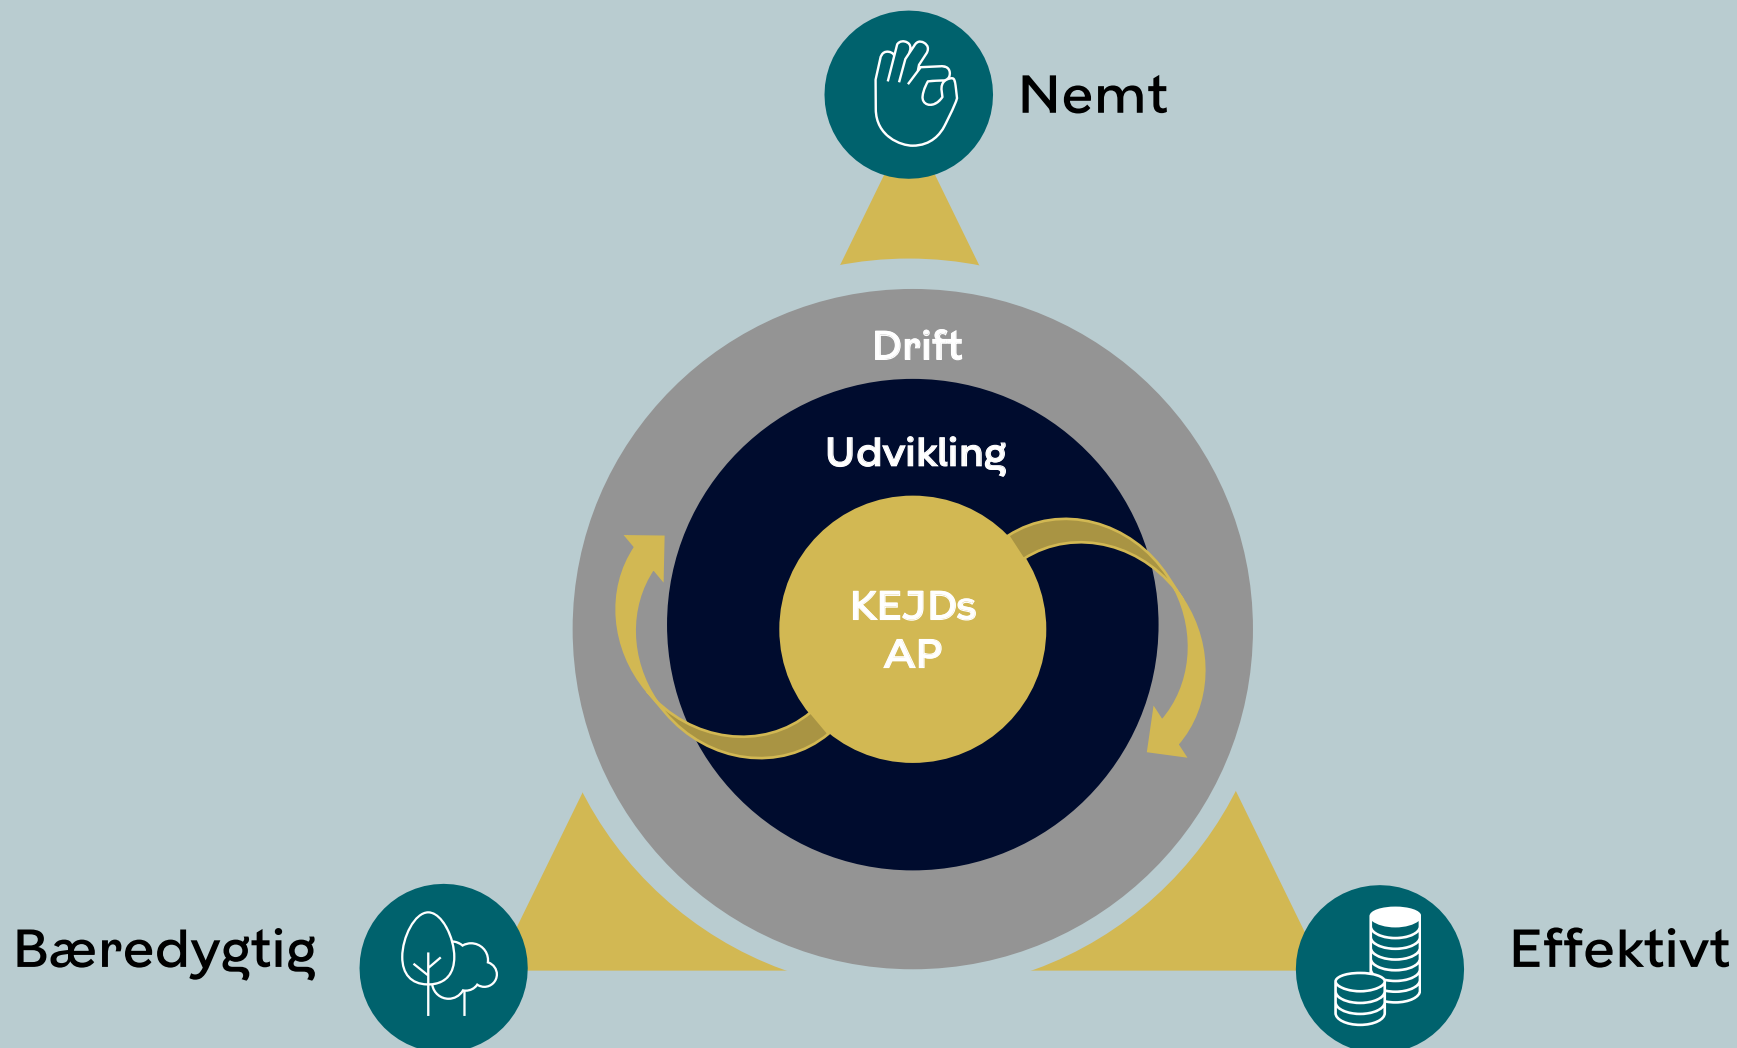 Nemt
Drift
Udvikling
KEJDs
AP
Bæredygtig
Effektivt